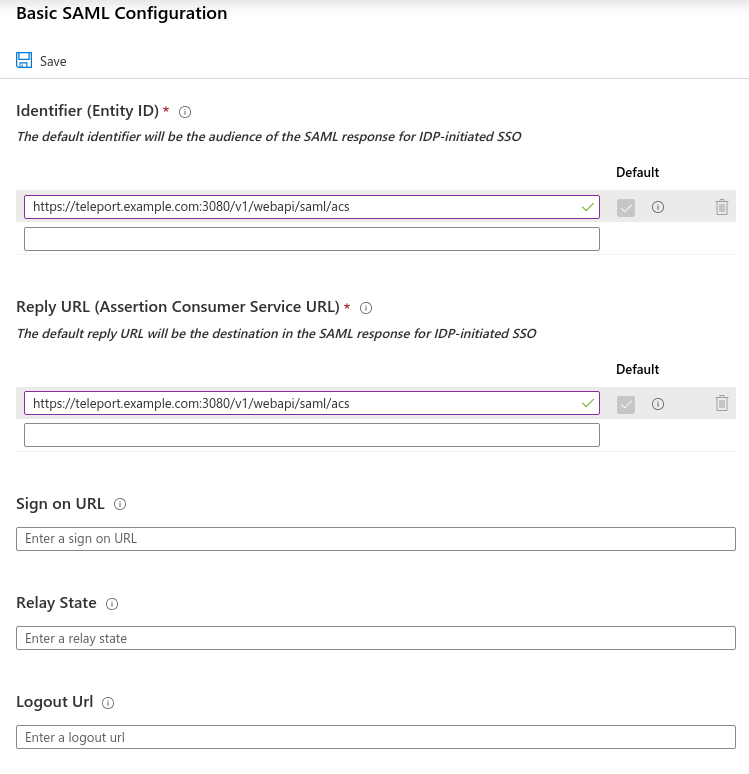 Basic SAML Configuration
Save
Identifier (Entity ID) *
The default identifier will be the audience of the SAML response for IDP-initiated SSO
Default
https://teleport.example.com:3080/v1/webapi/saml/acs
Reply URL (Assertion Consumer Service URL) *
The default reply URL will be the destination in the SAML response for IDP-initiated SSO
Default
https://teleport.example.com:3080/v1/webapi/saml/acs
Sign on URL
Enter a sign on URL
Relay State
Enter a relay state
Logout Url
Enter a logout url